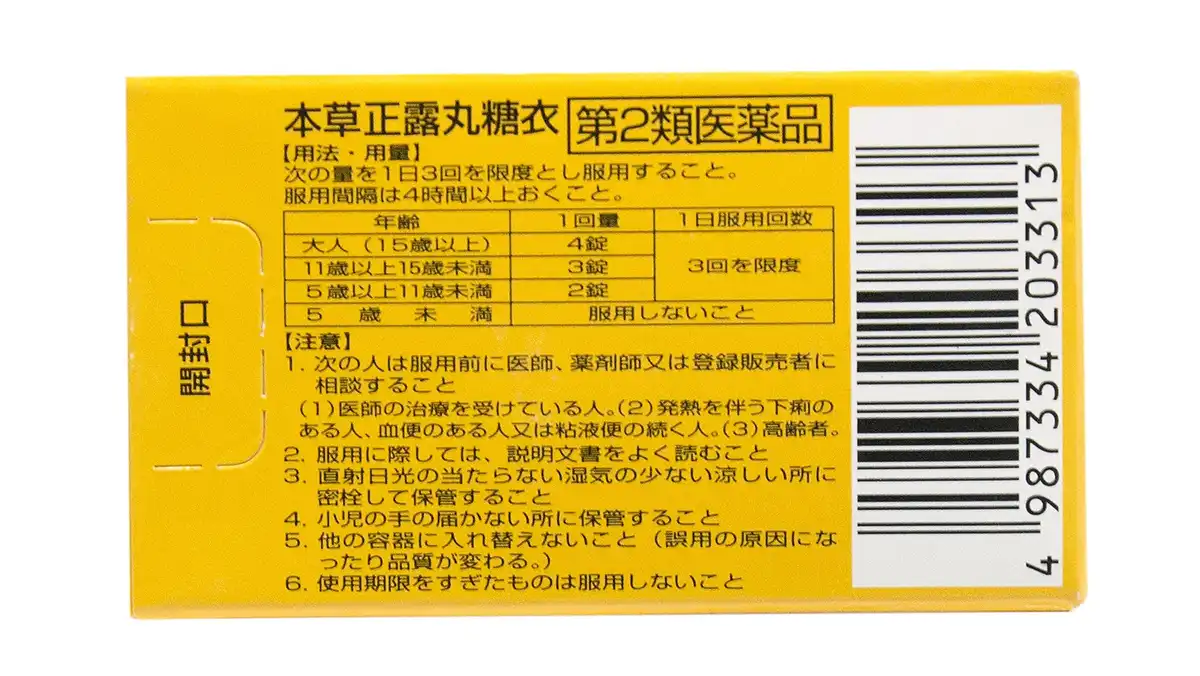 本草正露丸糖衣 第2類医薬品
【用法・用量】
次の量を1日3回を限度とし服用すること。
服用間隔は4時間以上おくこと。
年齢 1回量 1日服用回数
大人(15歳以上) 4錠
3回を限度
11歳以上15歳未満 3錠
5歳以上11歳未満 2錠
5歳未満 服用しないこと
【注意】
1. 次の人は服用前に医師、薬剤師又は登録販売者に
相談すること
(1)医師の治療を受けている人。(2)発熱を伴う下痢の
ある人、血便のある人又は粘液便の続く人。(3)高齢者。
2. 服用に際しては、説明文書をよく読むこと
3. 直射日光の当たらない湿気の少ない涼しい所に
密栓して保管すること
4. 小児の手の届かない所に保管すること
5. 他の容器に入れ替えないこと(誤用の原因にな
ったり品質が変わる。)
6. 使用期限をすぎたものは服用しないこと
開封口
4 987334 203313